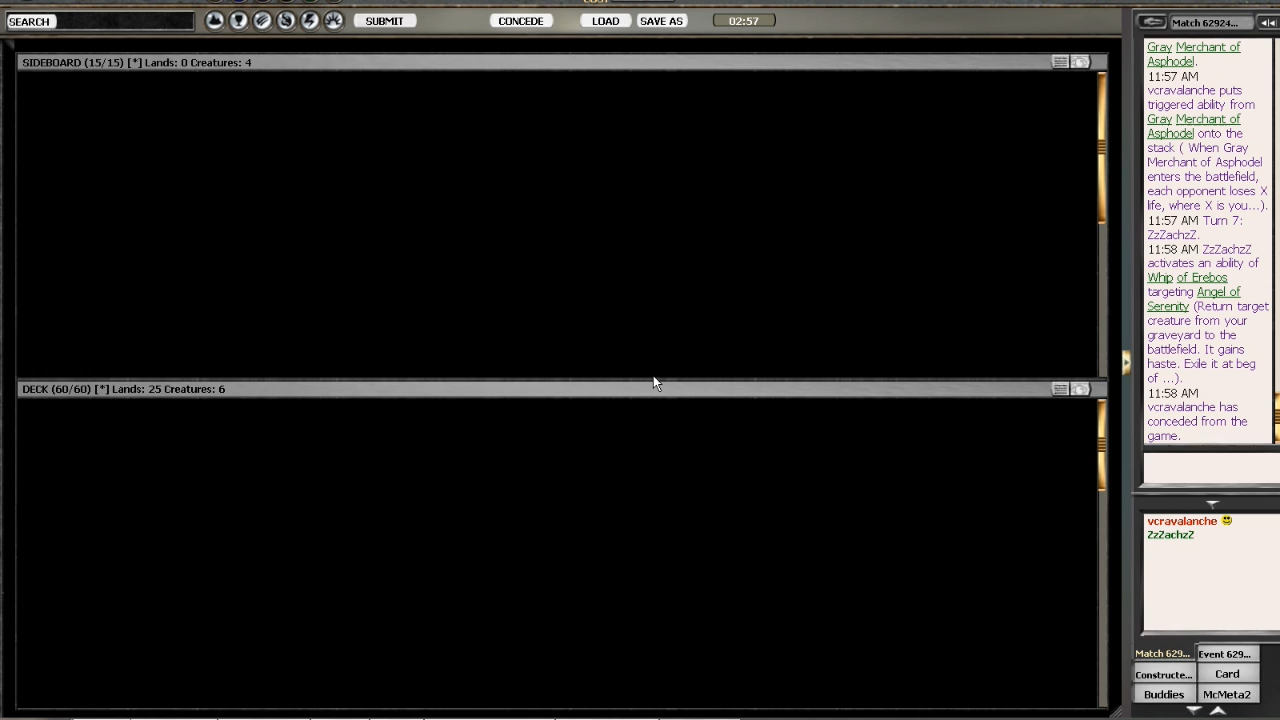 SEARCH
SUBMIT
CONCEDE
LOAD
SAVE AS
02:57
Match 62924...
SIDEBOARD (15/15) [*] Lands: 0 Creatures: 4
DECK (60/60) [*] Lands: 25 Creatures: 6
Gray Merchant of
Asphodel.
11:57 AM
vcravalanche puts
triggered ability from
Gray Merchant of
Asphodel onto the
stack ( When Gray
Merchant of Asphodel
enters the battlefield,
each opponent loses X
life, where X is you...).
11:57 AM Turn 7:
ZzZachzZ.
11:58 AM ZzZachzZ
activates an ability of
Whip of Erebos
targeting Angel of
Serenity (Return target
creature from your
graveyard to the
battlefield. It gains
haste. Exile it at beg
of ...).
11:58 AM
vcravalanche has
conceded from the
game.
vcravalanche
ZzZachzZ
Match 629...
Event 629...
Constructe...
Card
Buddies
McMeta2